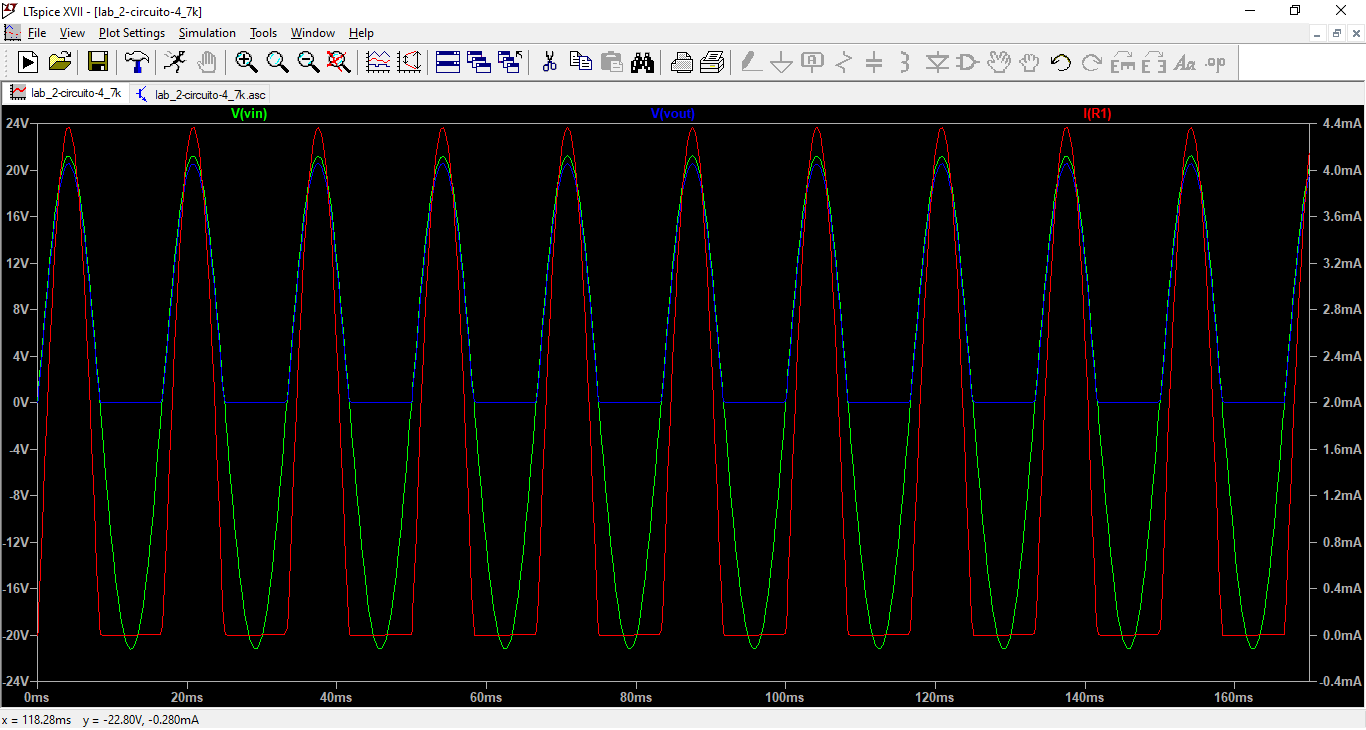 LTspice XVII - [lab_2-circuito-4_7k]
File View Plot Settings Simulation Tools Window Help
lab_2-circuito-4_7k lab_2-circuito-4_7k.asc
V(vin) V(vout) I(R1)
24V 4.4mA
20V 4.0mA
16V 3.6mA
12V 3.2mA
8V 2.8mA
4V 2.4mA
0V 2.0mA
-4V 1.6mA
-8V 1.2mA
-12V 0.8mA
-16V 0.4mA
-20V 0.0mA
-24V -0.4mA
0ms 20ms 40ms 60ms 80ms 100ms 120ms 140ms 160ms
x = 118.28ms y = -22.80V, -0.280mA